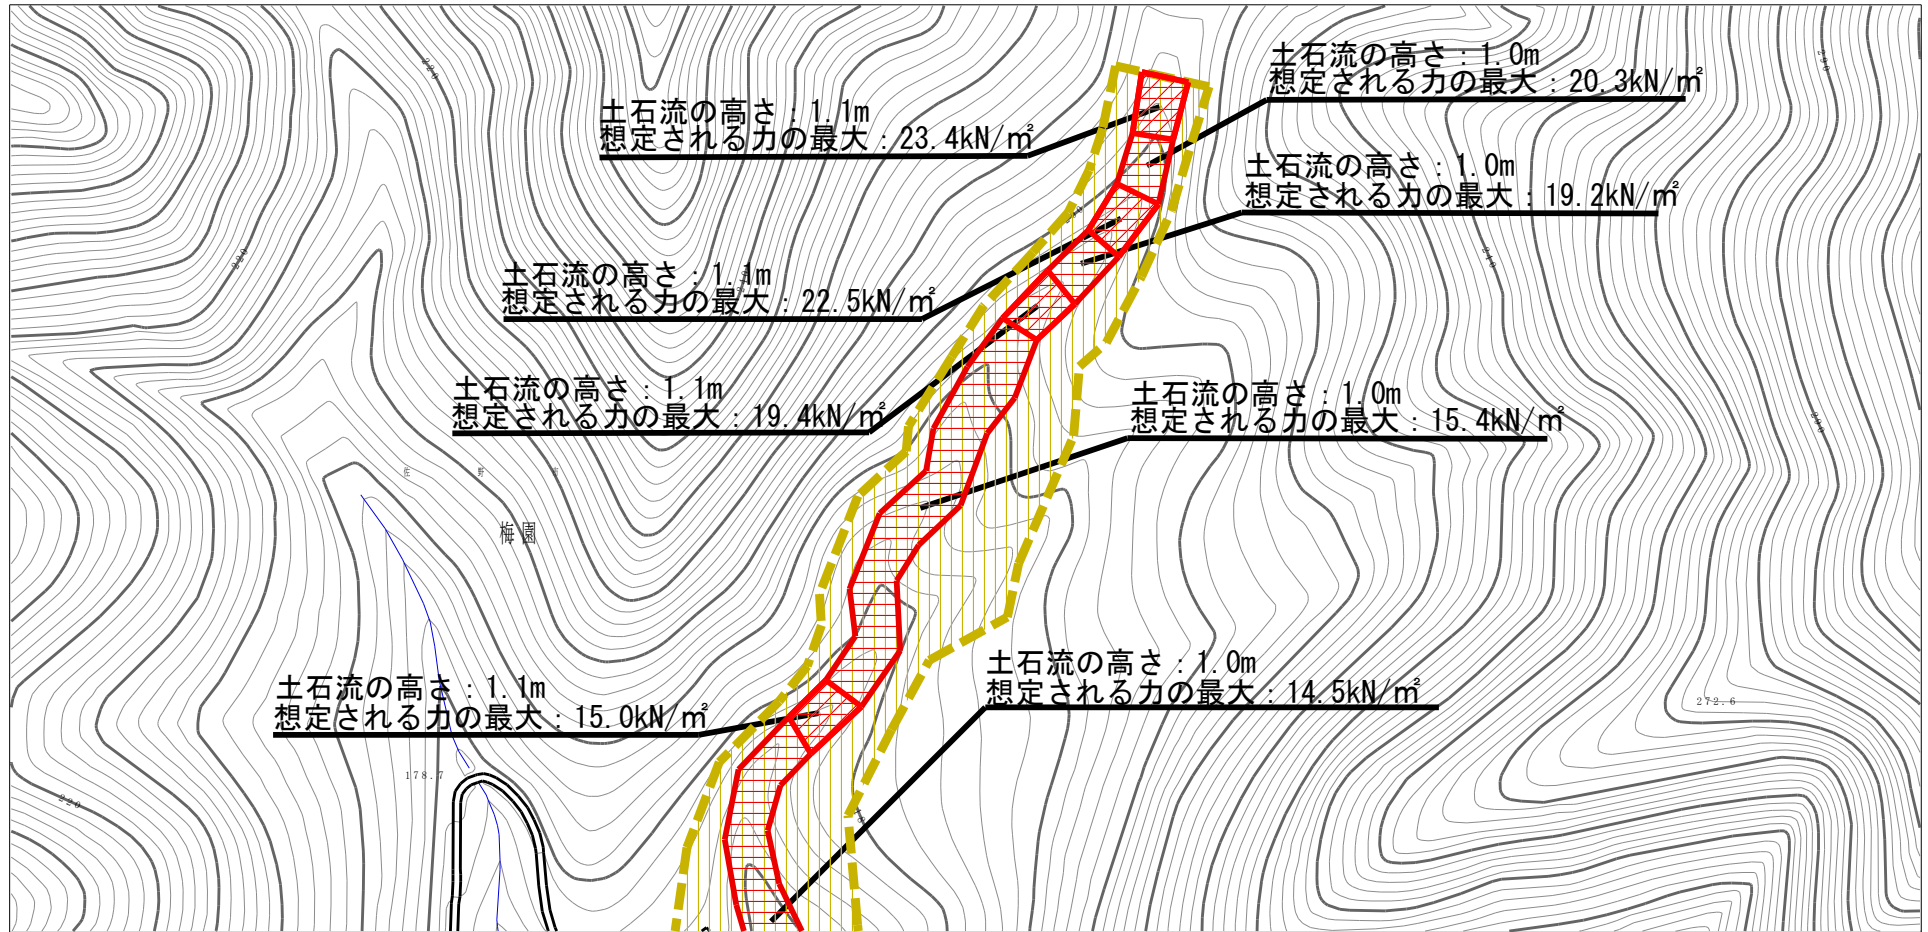 土石流の高さ：1.0m
想定される力の最大：20.3kN/㎡
土石流の高さ：1.1m
想定される力の最大：23.4kN/㎡
土石流の高さ：1.0m
想定される力の最大：19.2kN/㎡
土石流の高さ：1.1m
想定される力の最大：22.5kN/㎡
土石流の高さ：1.1m
想定される力の最大：19.4kN/㎡
土石流の高さ：1.0m
想定される力の最大：15.4kN/㎡
梅園
土石流の高さ：1.0m
想定される力の最大：14.5kN/㎡
土石流の高さ：1.1m
想定される力の最大：15.0kN/㎡
220
290
220
240
290
272.6
178.7
220